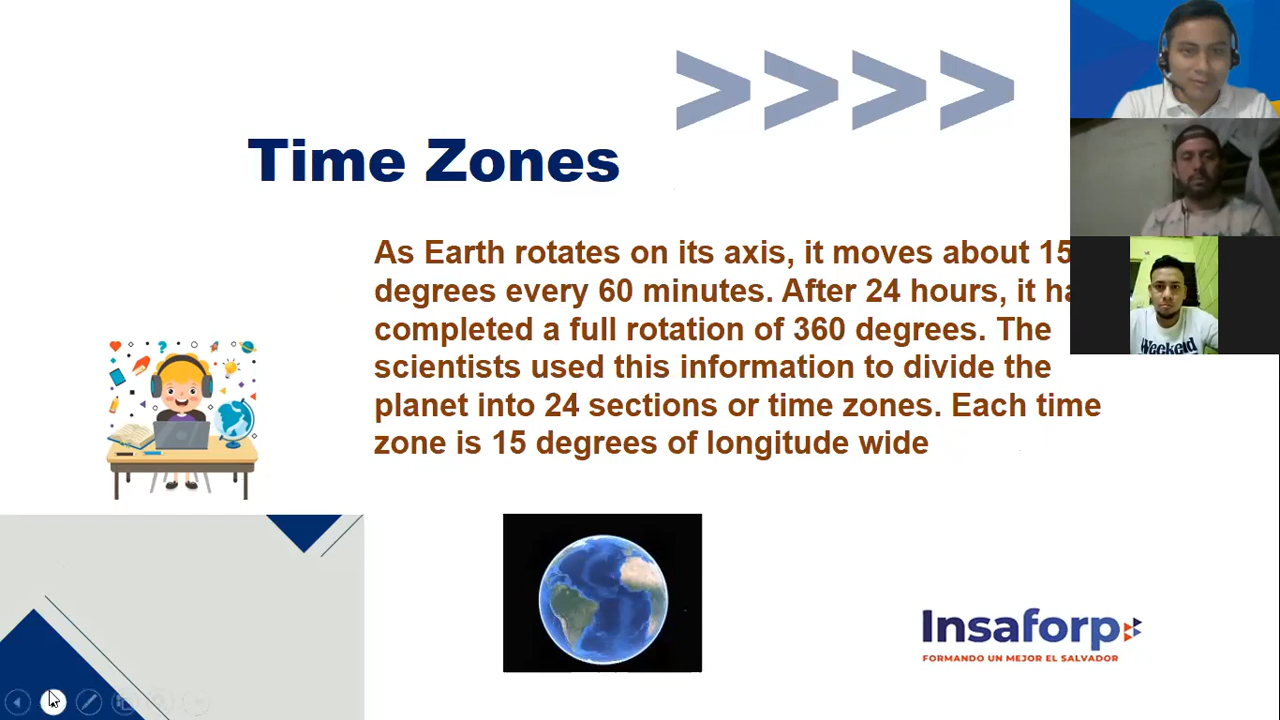 >>>>
Time Zones
As Earth rotates on its axis, it moves about 15
degrees every 60 minutes. After 24 hours, it ha
completed a full rotation of 360 degrees. The
scientists used this information to divide the
planet into 24 sections or time zones. Each time
zone is 15 degrees of longitude wide
Weekend
Insaforp
FORMANDO UN MEJOR EL SALVADOR